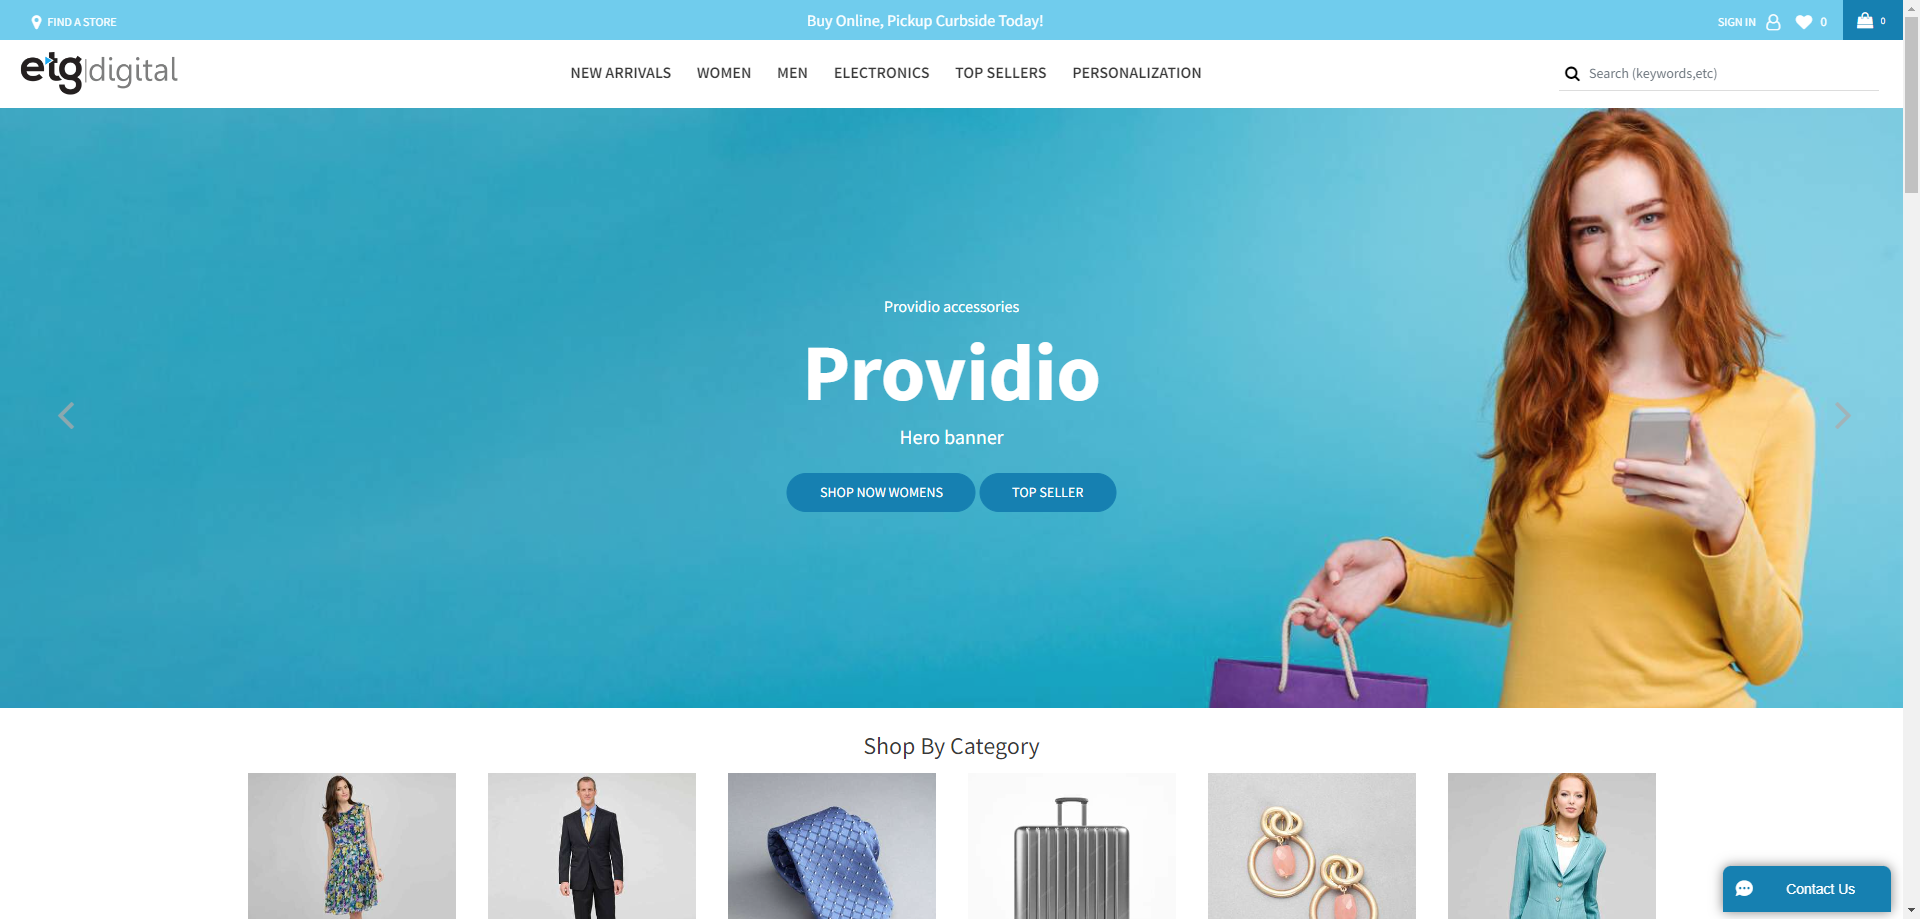 FIND A STORE
Buy Online, Pickup Curbside Today!
SIGN IN
0
0
etg|digital
NEW ARRIVALS
WOMEN
MEN
ELECTRONICS
TOP SELLERS
PERSONALIZATION
Search (keywords,etc)
Providio accessories
Providio
Hero banner
SHOP NOW WOMENS
TOP SELLER
Shop By Category
Contact Us